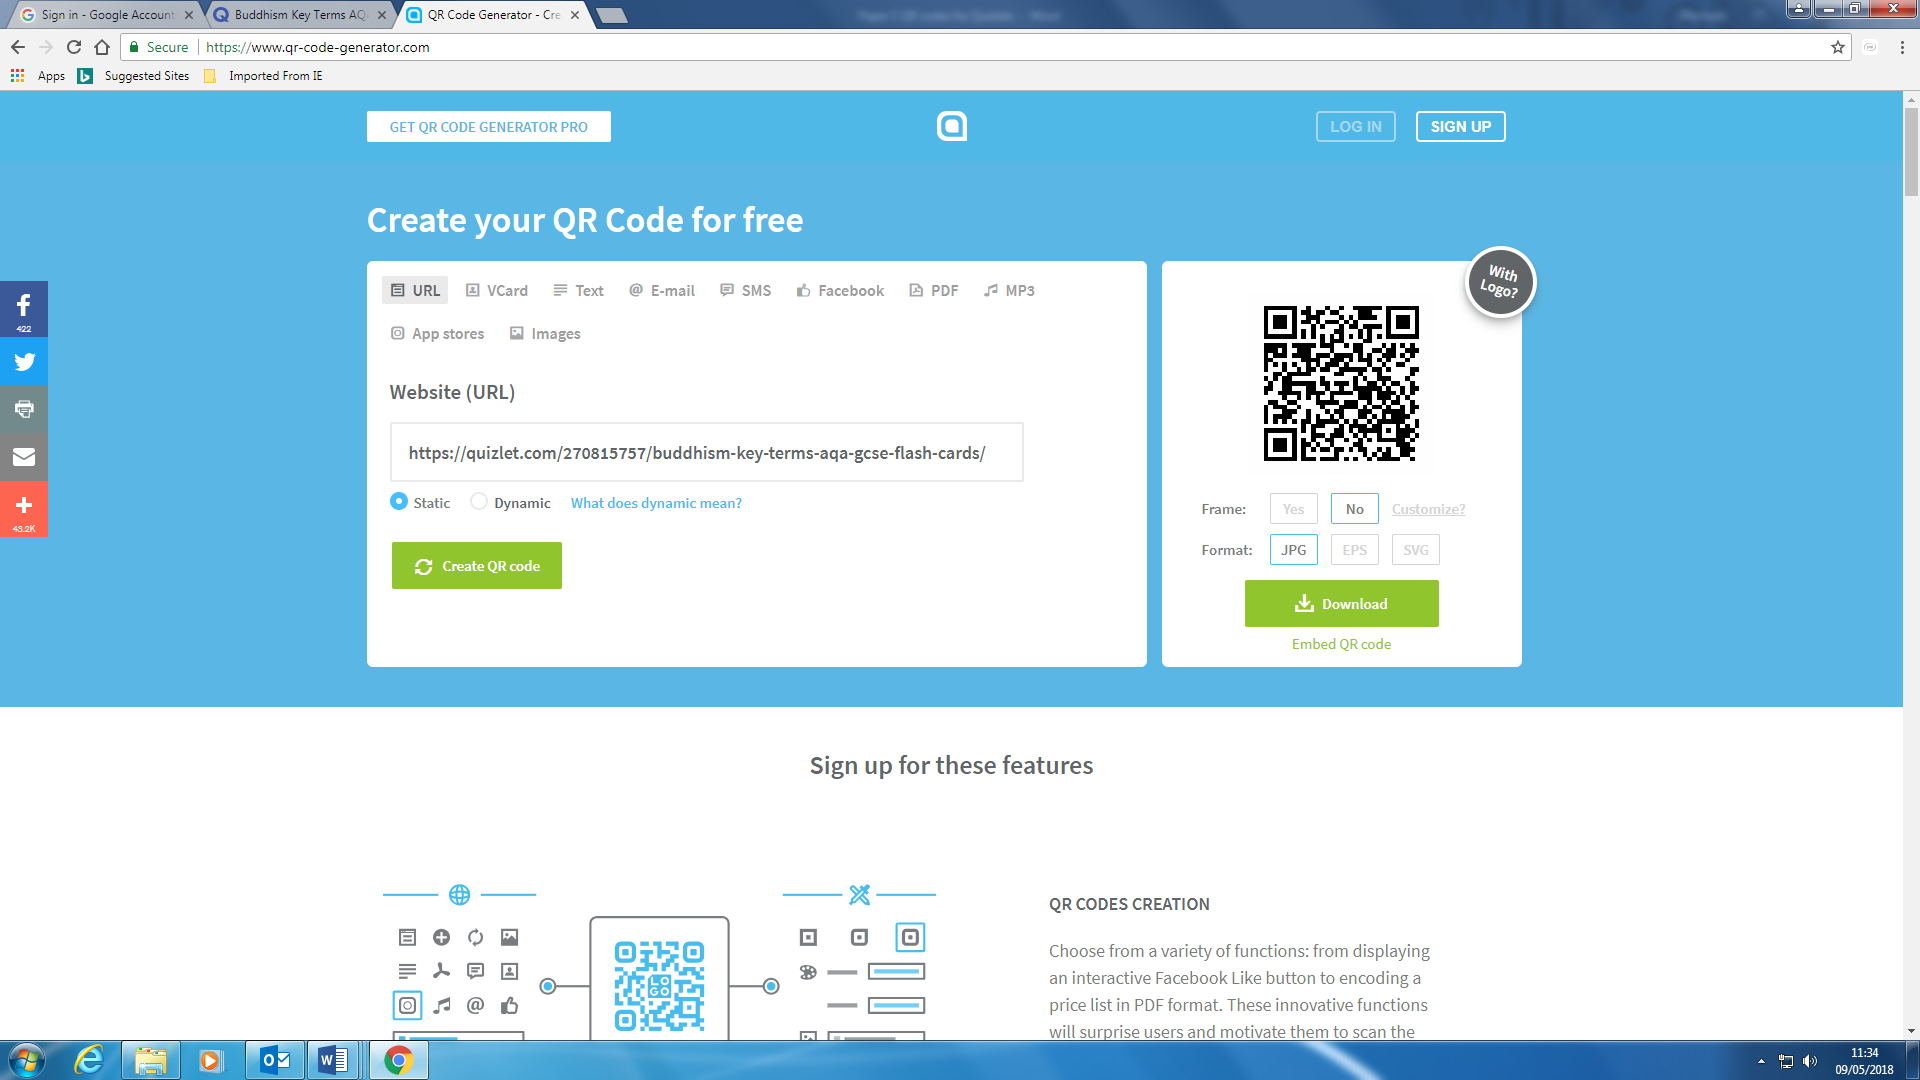 Sign in - Google Account
Buddhism Key Terms AQA
QR Code Generator - Cre
Secure
https://www.qr-code-generator.com
Apps
Suggested Sites
Imported From IE
GET QR CODE GENERATOR PRO
LOG IN
SIGN UP
Create your QR Code for free
With Logo?
URL VCard Text E-mail SMS Facebook PDF MP3
App stores Images
422
43.2K
Website (URL)
https://quizlet.com/270815757/buddhism-key-terms-aqa-gcse-flash-cards/
Static Dynamic What does dynamic mean?
Create QR code
Frame: Yes No Customize?
Format: JPG EPS SVG
Download
Embed QR code
Sign up for these features
LOGO
QR CODES CREATION
Choose from a variety of functions: from displaying
an interactive Facebook Like button to encoding a
price list in PDF format. These innovative functions
will surprise users and motivate them to scan the
11:34
09/05/2018